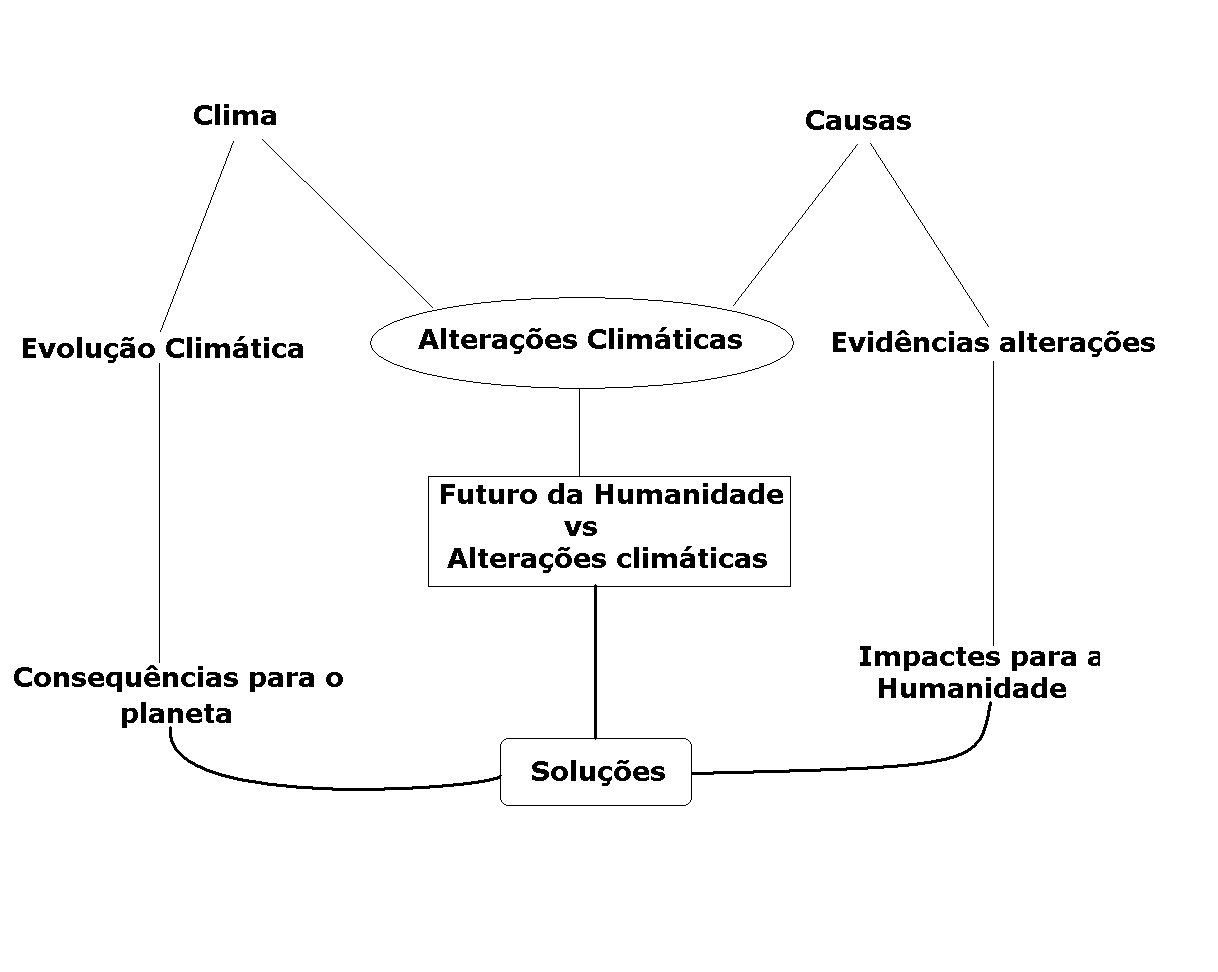 Clima
Causas
Evolução Climática
Alterações Climáticas
Evidências alterações
Futuro da Humanidade
vs
Alterações climáticas
Consequências para o
planeta
Impactes para a
Humanidade
Soluções